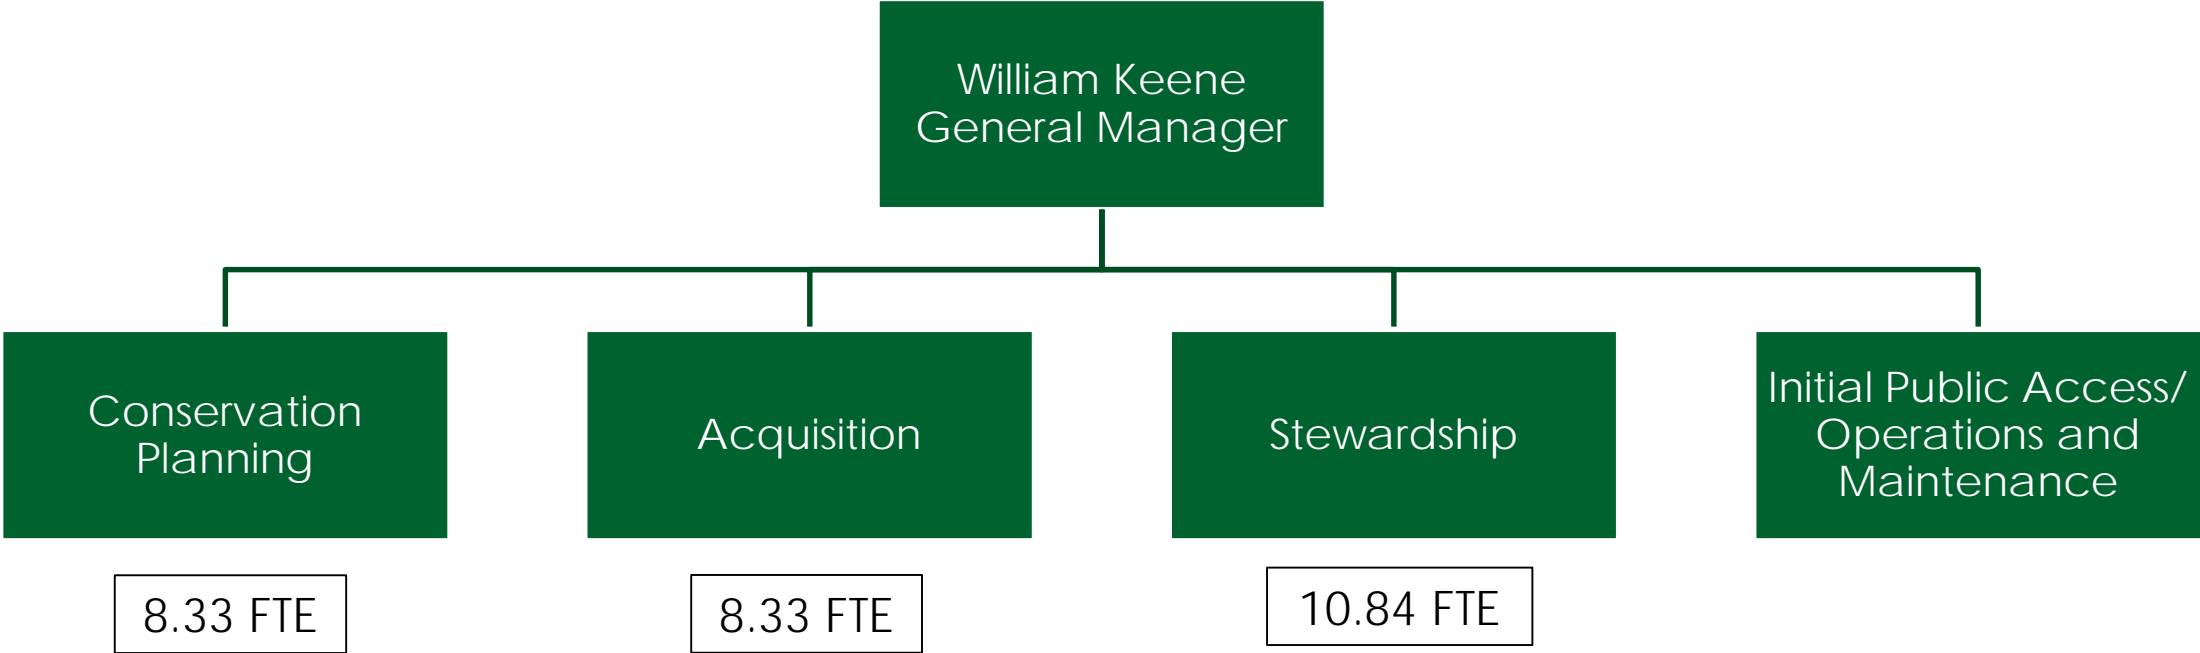 William Keene
General Manager
Conservation
Planning
Acquisition
Stewardship
Initial Public Access/
Operations and
Maintenance
8.33 FTE
8.33 FTE
10.84 FTE